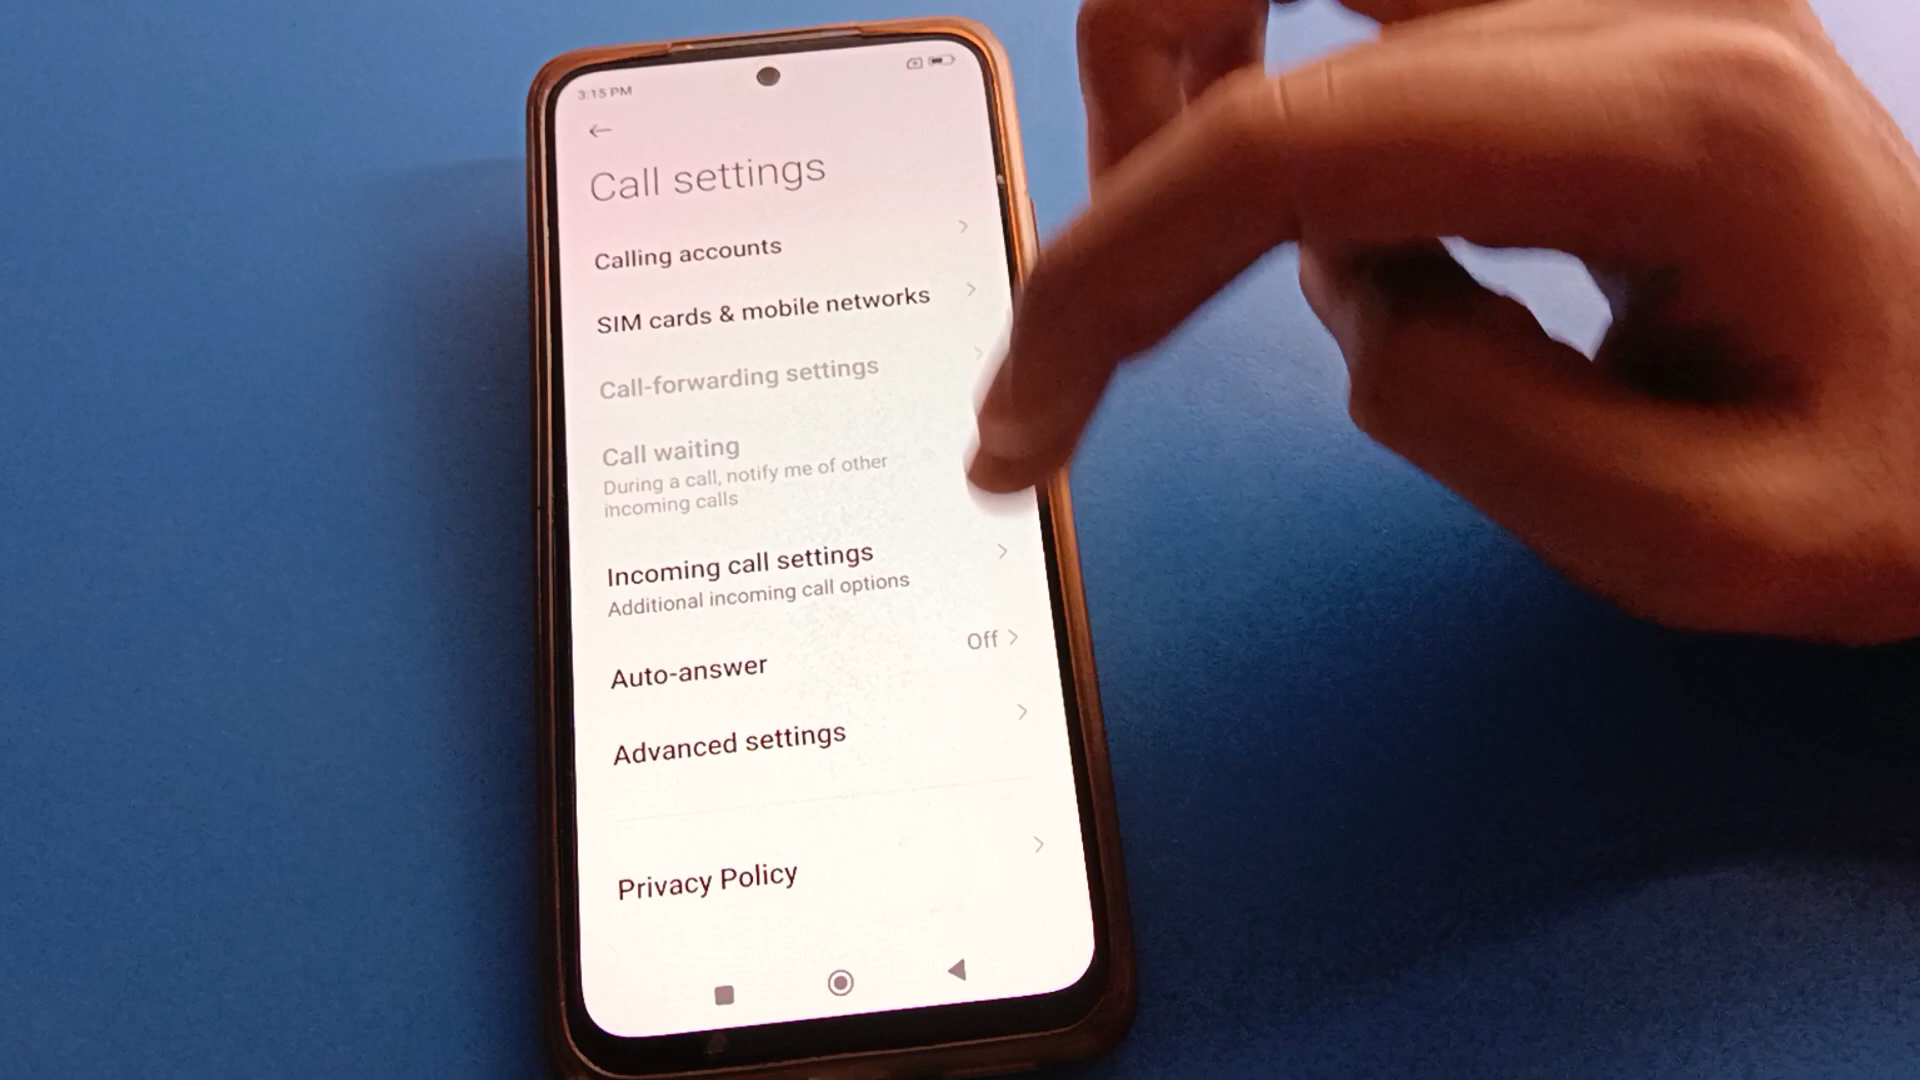 3:15 PM
Call settings
Calling accounts
SIM cards & mobile networks
Call-forwarding settings
Call waiting
During a call, notify me of other
incoming calls
Incoming call settings
Additional incoming call options
Auto-answer Off
Advanced settings
Privacy Policy